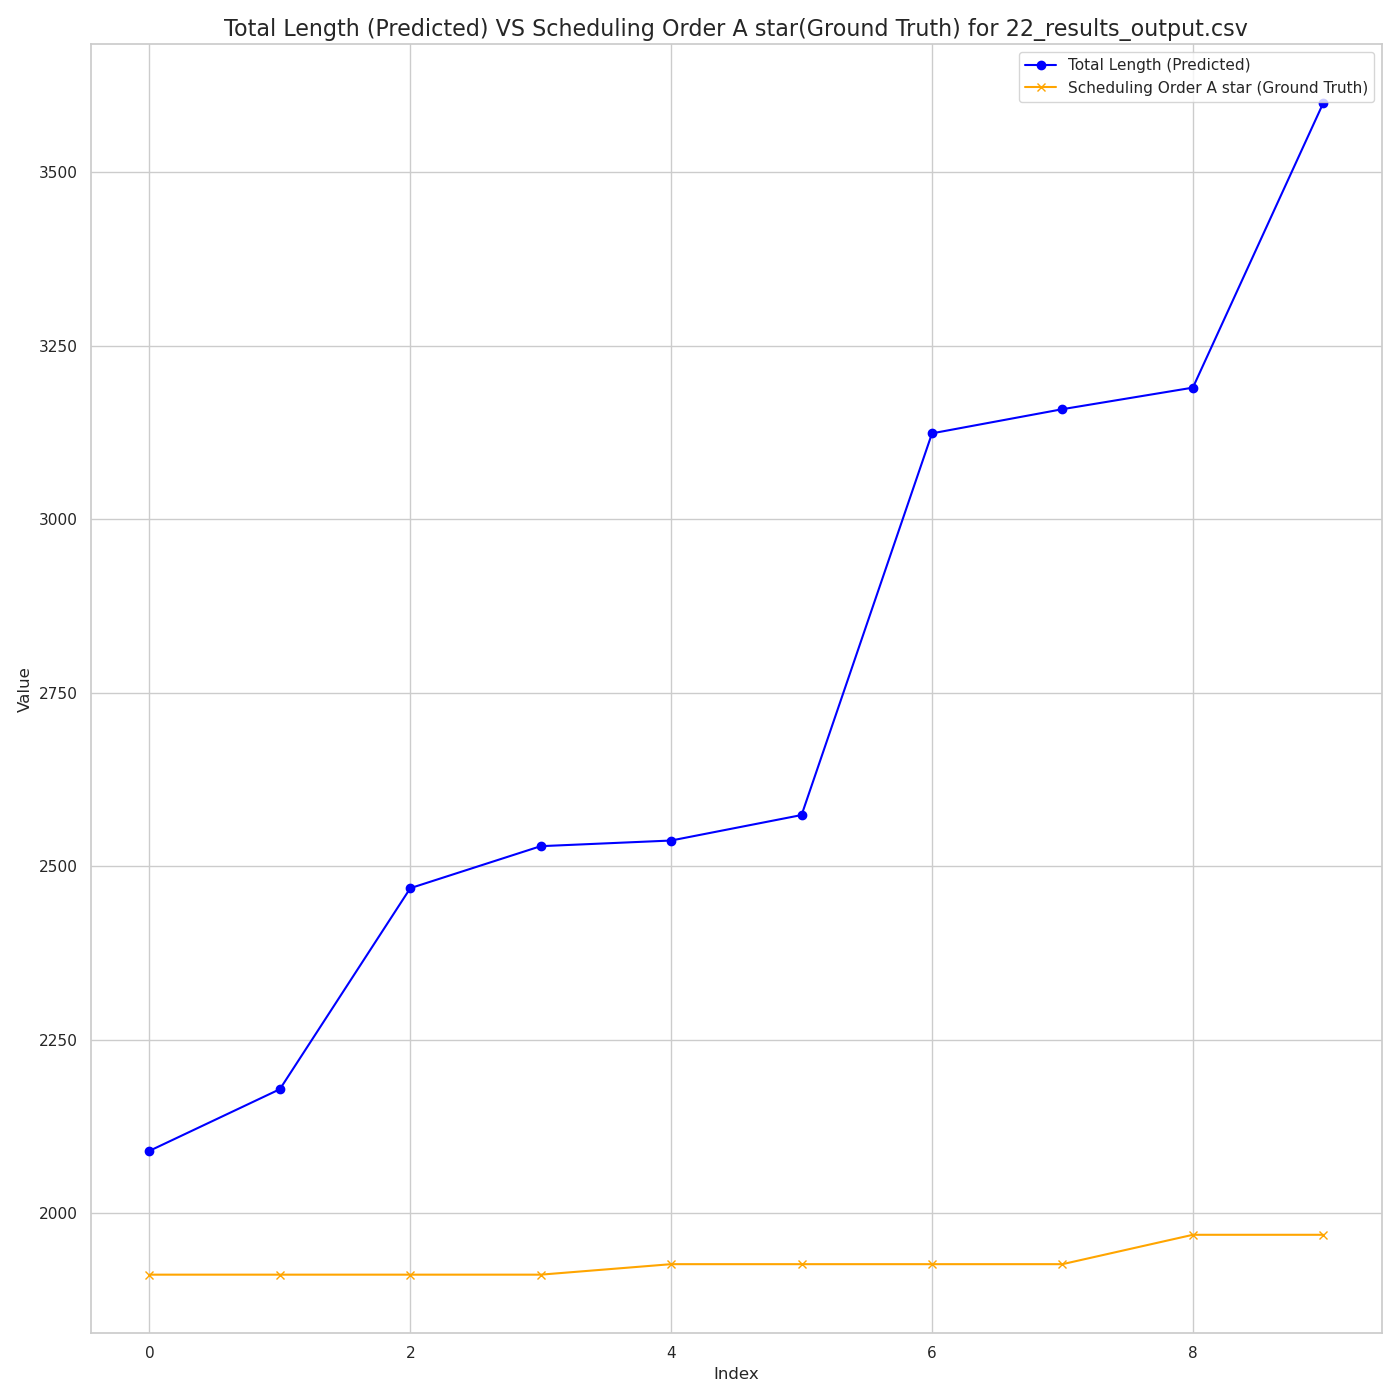 Total Length (Predicted) VS Scheduling Order A star(Ground Truth) for 22_results_output.csv
Total Length (Predicted)
Scheduling Order A star (Ground Truth)
3500
3250
3000
2750
2500
2250
2000
Value
0 2 4 6 8
Index